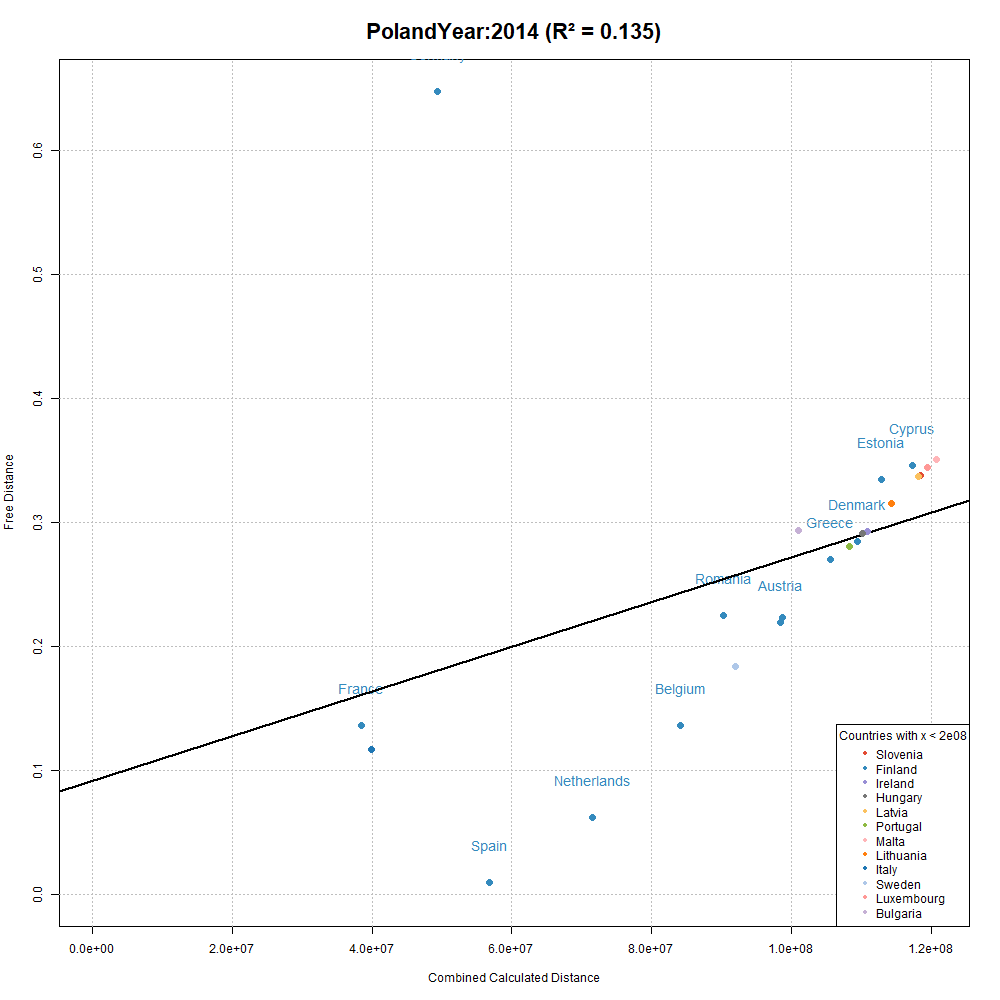 PolandYear:2014 (R² = 0.135)
Cyprus
Estonia
Denmark
Greece
Romania
Austria
France
Belgium
Netherlands
Spain
0.6
0.5
0.4
0.3
0.2
0.1
0.0
Free Distance
Countries with x < 2e08
Slovenia
Finland
Ireland
Hungary
Latvia
Portugal
Malta
Lithuania
Italy
Sweden
Luxembourg
Bulgaria
0.0e+00 2.0e+07 4.0e+07 6.0e+07 8.0e+07 1.0e+08 1.2e+08
Combined Calculated Distance